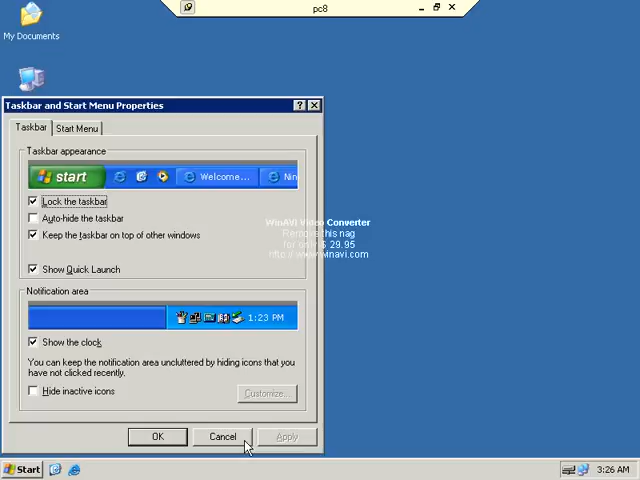 pc8
My Documents
Taskbar and Start Menu Properties
Taskbar
Start Menu
Taskbar appearance
start
Welcome...
Nin
Lock the taskbar
Auto-hide the taskbar
Keep the taskbar on top of other windows
Show Quick Launch
WinAVI Video Converter
Remove this nag
for only $ 29.95
http://www.winavi.com
Notification area
1:23 PM
Show the clock
You can keep the notification area uncluttered by hiding icons that you
have not clicked recently.
Hide inactive icons
Customize...
OK
Cancel
Apply
Start
3:26 AM